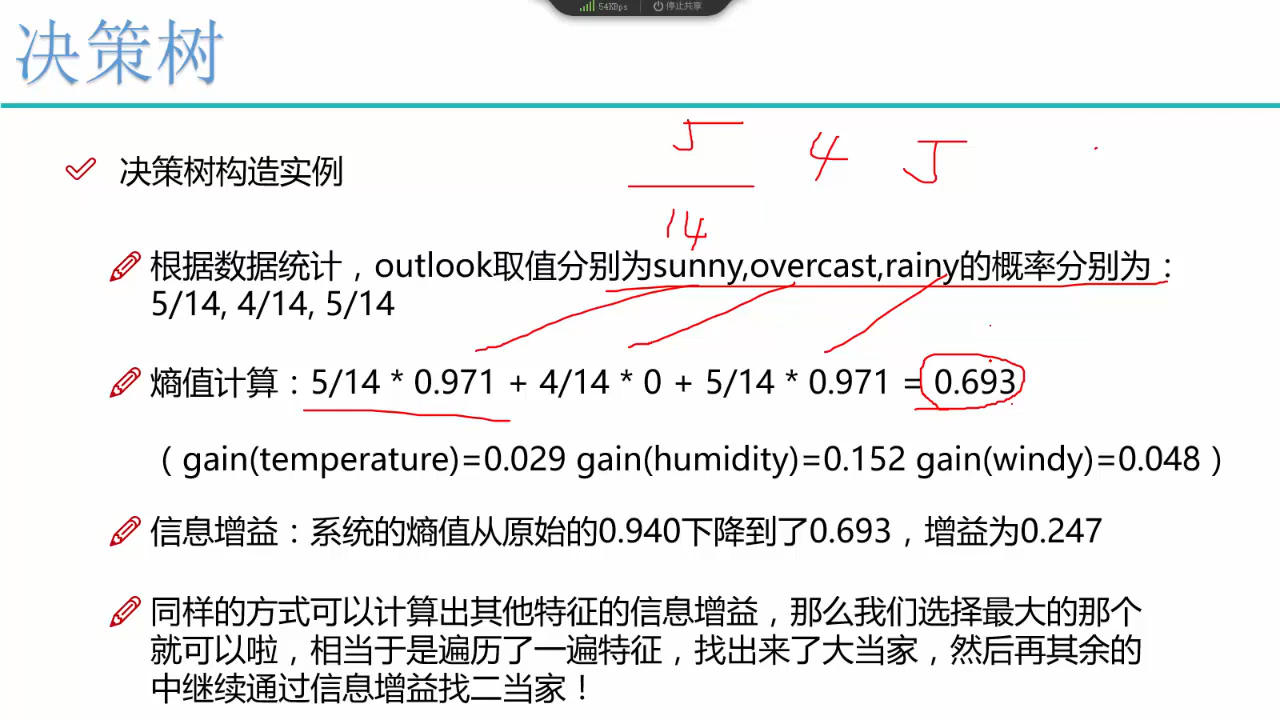 54KBps 停止共享
决策树
5 4 5
14
决策树构造实例
根据数据统计，outlook取值分别为sunny,overcast,rainy的概率分别为：
5/14, 4/14, 5/14
熵值计算：5/14 * 0.971 + 4/14 * 0 + 5/14 * 0.971 = 0.693
（gain(temperature)=0.029 gain(humidity)=0.152 gain(windy)=0.048）
信息增益：系统的熵值从原始的0.940下降到了0.693，增益为0.247
同样的方式可以计算出其他特征的信息增益，那么我们选择最大的那个
就可以啦，相当于是遍历了一遍特征，找出来了大当家，然后再其余的
中继续通过信息增益找二当家！